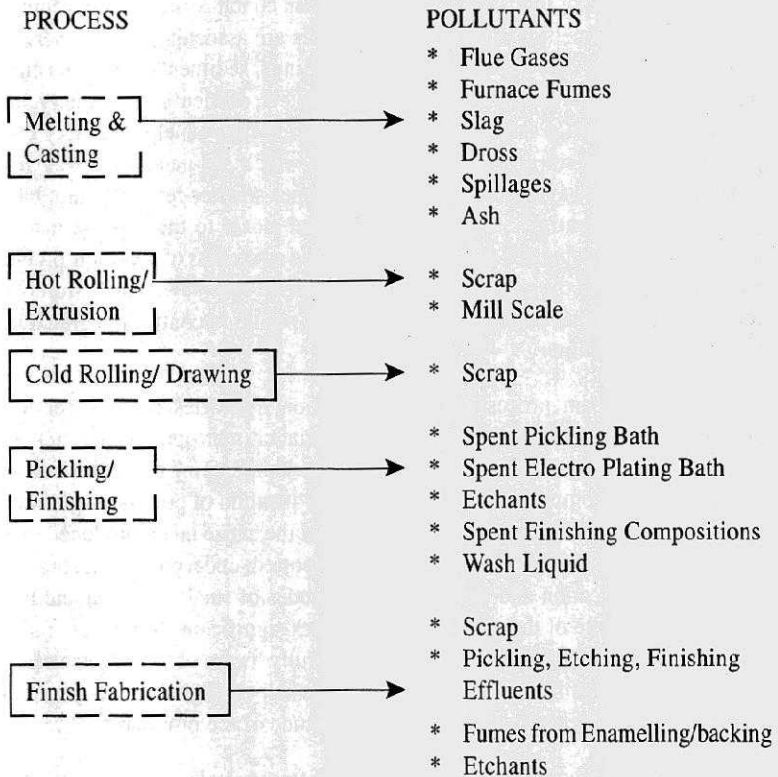 PROCESS
POLLUTANTS
* Flue Gases
* Furnace Fumes
Melting &
Casting
* Slag
* Dross
* Spillages
* Ash
Hot Rolling/
Extrusion
* Scrap
* Mill Scale
Cold Rolling/ Drawing
* Scrap
Pickling/
Finishing
* Spent Pickling Bath
* Spent Electro Plating Bath
* Etchants
* Spent Finishing Compositions
* Wash Liquid
Finish Fabrication
* Scrap
* Pickling, Etching, Finishing
Effluents
* Fumes from Enamelling/backing
* Etchants